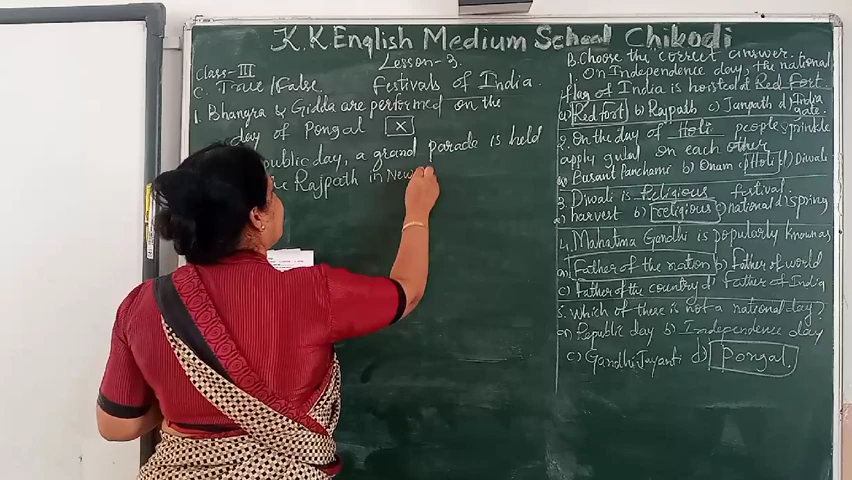 K.K.English Medium School Chikodi
Lesson-3.
Class-III
C. True/False. Festivals of India.
1. Bhangra & Gidda are performed on the
day of Pongal [X]
public day, a grand parade is held
Rajpath in New
B. Choose the correct answer.
1. On Independence day, the national
flag of India is hoisted at Red Fort.
a) Red fort b) Rajpath c) Janpath d) India
gate.
2. On the day of Holi people sprinkle
apply gulal on each other
a) Basant Panchami b) Onam c) Holi d) Diwali
3. Diwali is Religious festival.
a) harvest b) religious c) national d) spring
4. Mahatma Gandhi is popularly known as
a) Father of the nation b) father of world
c) Father of the country d) father of India
5. Which of these is not a national day?
a) Republic day b) Independence day
c) Gandhi Jayanti d) Pongal.